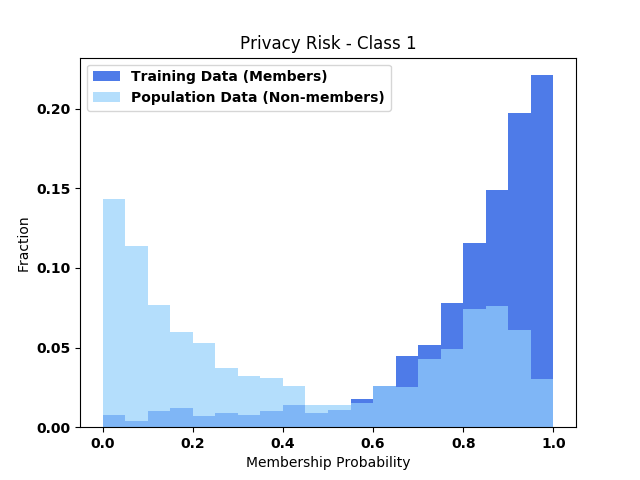 Privacy Risk - Class 1
Training Data (Members)
Population Data (Non-members)
0.20
0.15
0.10
0.05
0.00
Fraction
0.0 0.2 0.4 0.6 0.8 1.0
Membership Probability